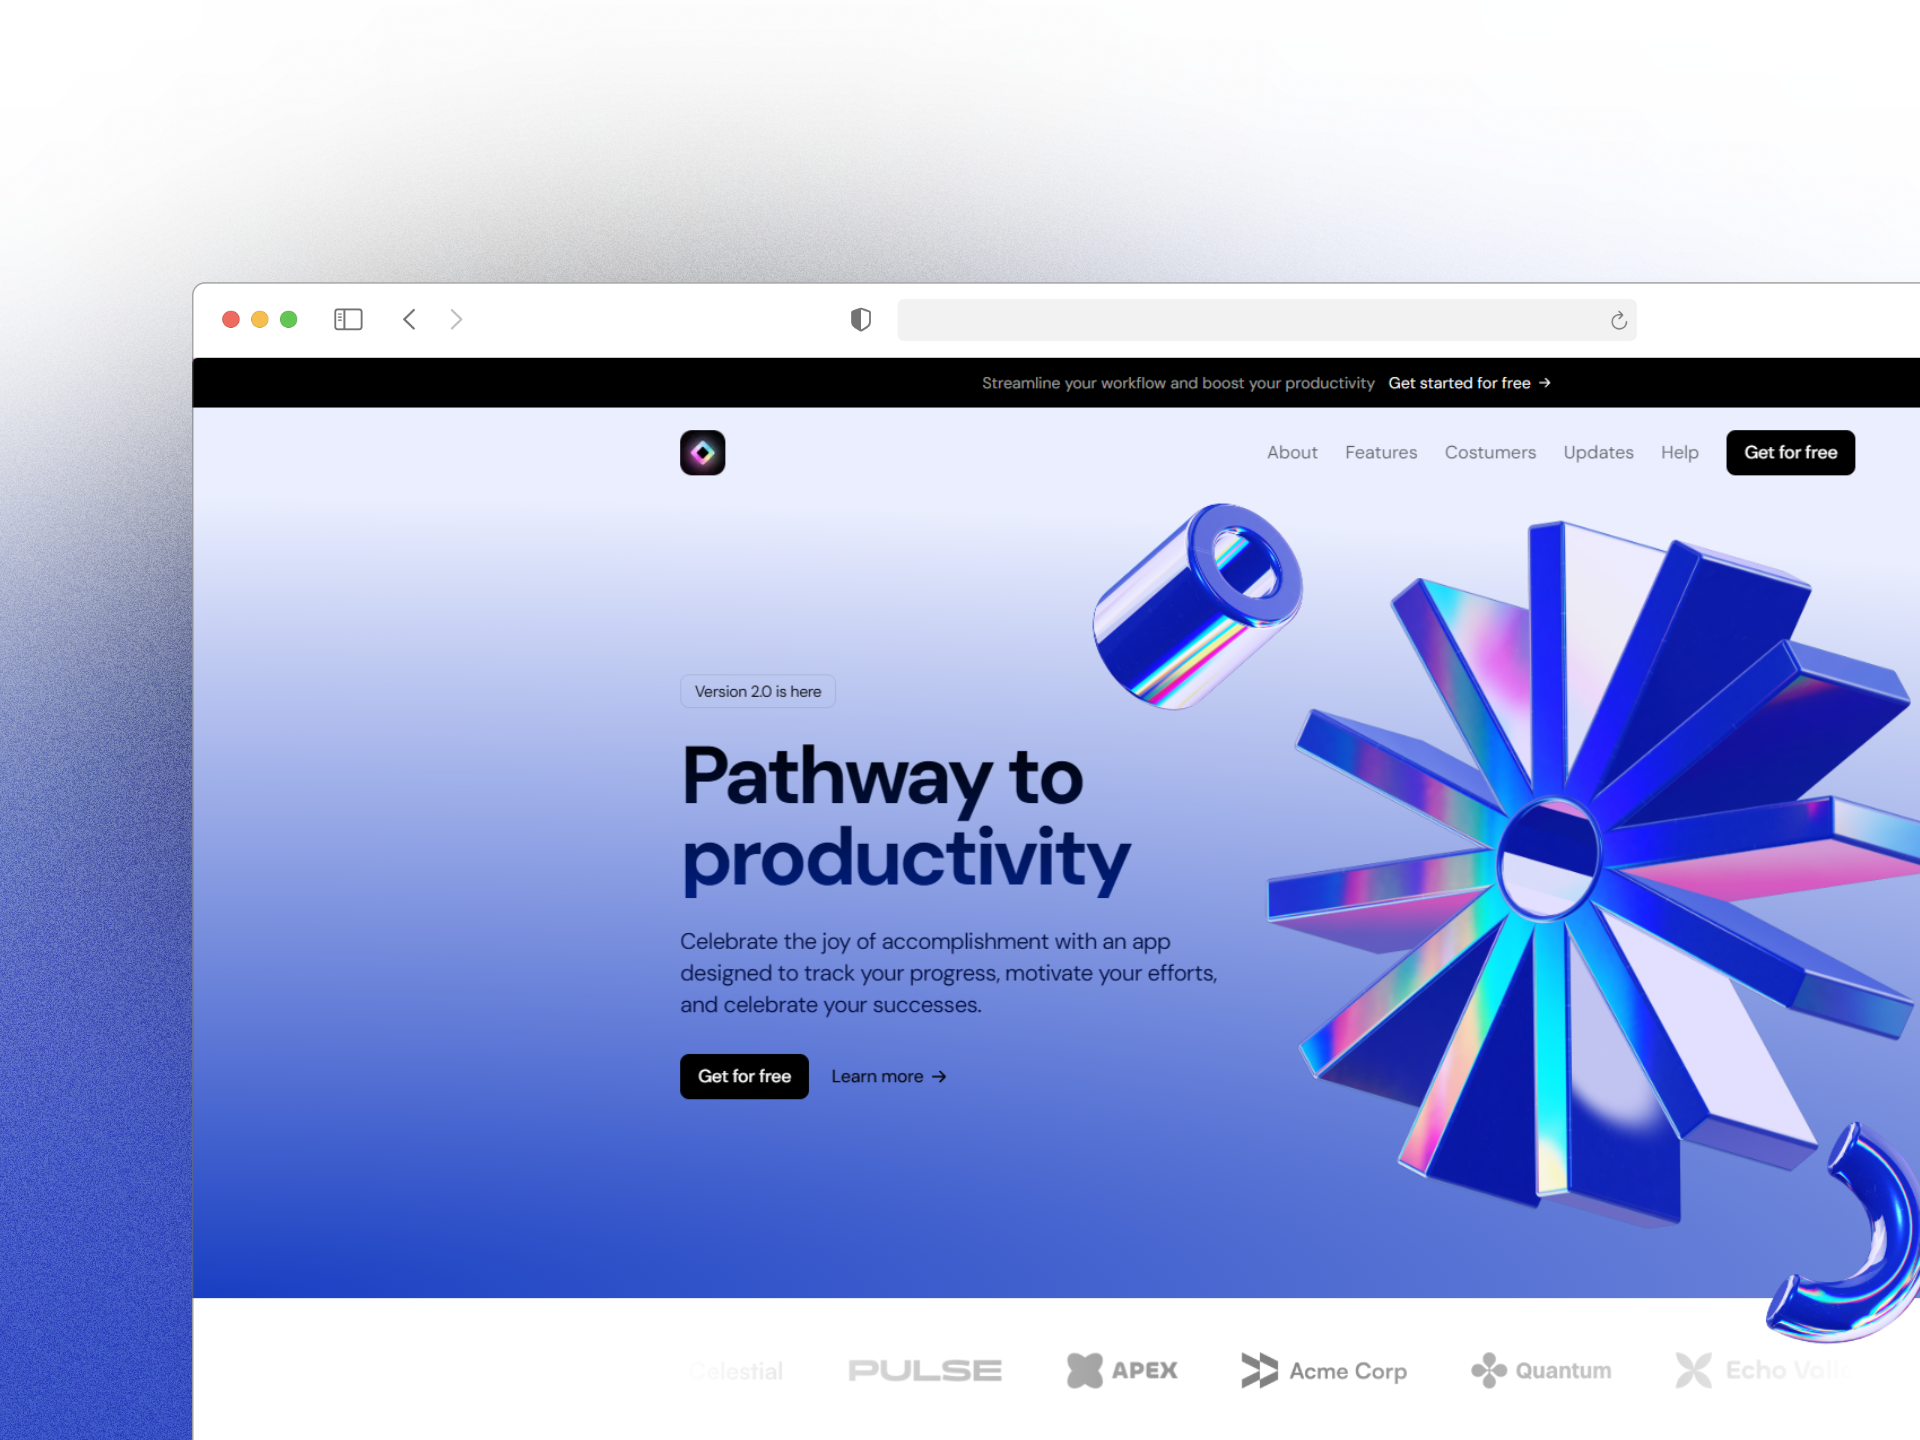 Streamline your workflow and boost your productivity Get started for free →
About Features Costumers Updates Help Get for free
Version 2.0 is here
Pathway to
productivity
Celebrate the joy of accomplishment with an app
designed to track your progress, motivate your efforts,
and celebrate your successes.
Get for free Learn more →
Celestial PULSE APEX Acme Corp Quantum Echo